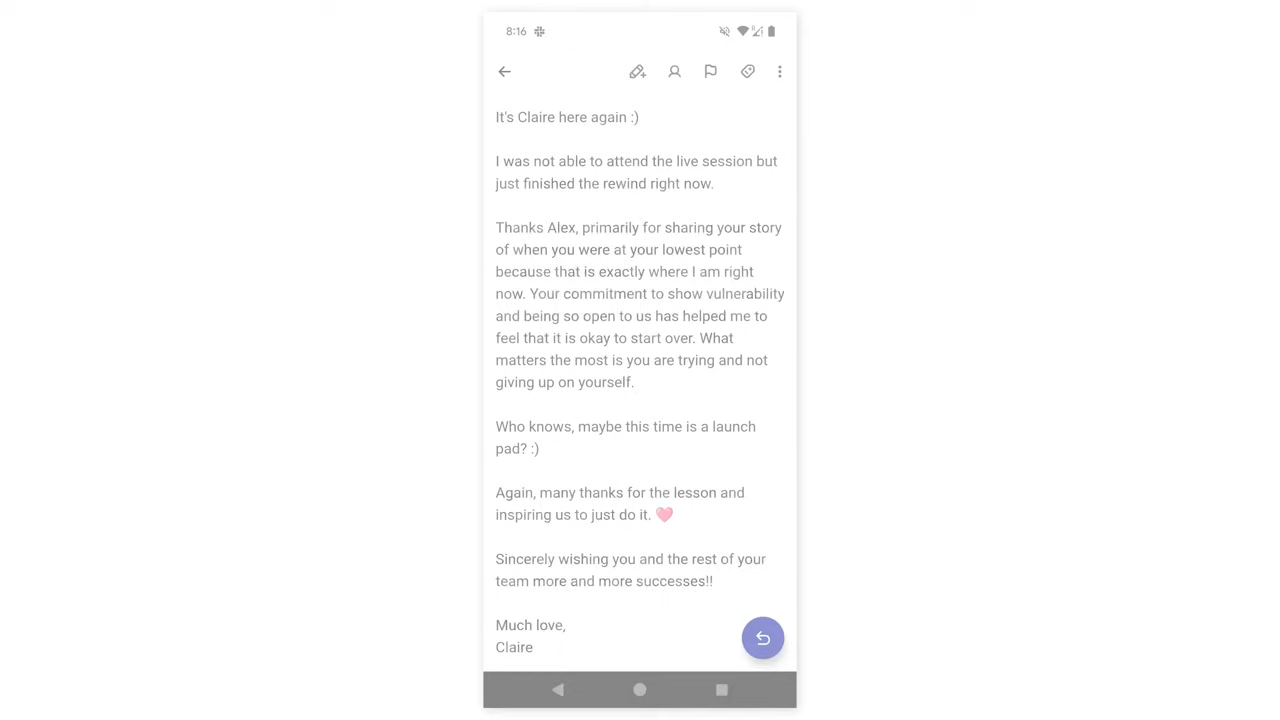 8:16
It's Claire here again :)
I was not able to attend the live session but
just finished the rewind right now.
Thanks Alex, primarily for sharing your story
of when you were at your lowest point
because that is exactly where I am right
now. Your commitment to show vulnerability
and being so open to us has helped me to
feel that it is okay to start over. What
matters the most is you are trying and not
giving up on yourself.
Who knows, maybe this time is a launch
pad? :)
Again, many thanks for the lesson and
inspiring us to just do it. 🩷
Sincerely wishing you and the rest of your
team more and more successes!!
Much love,
Claire